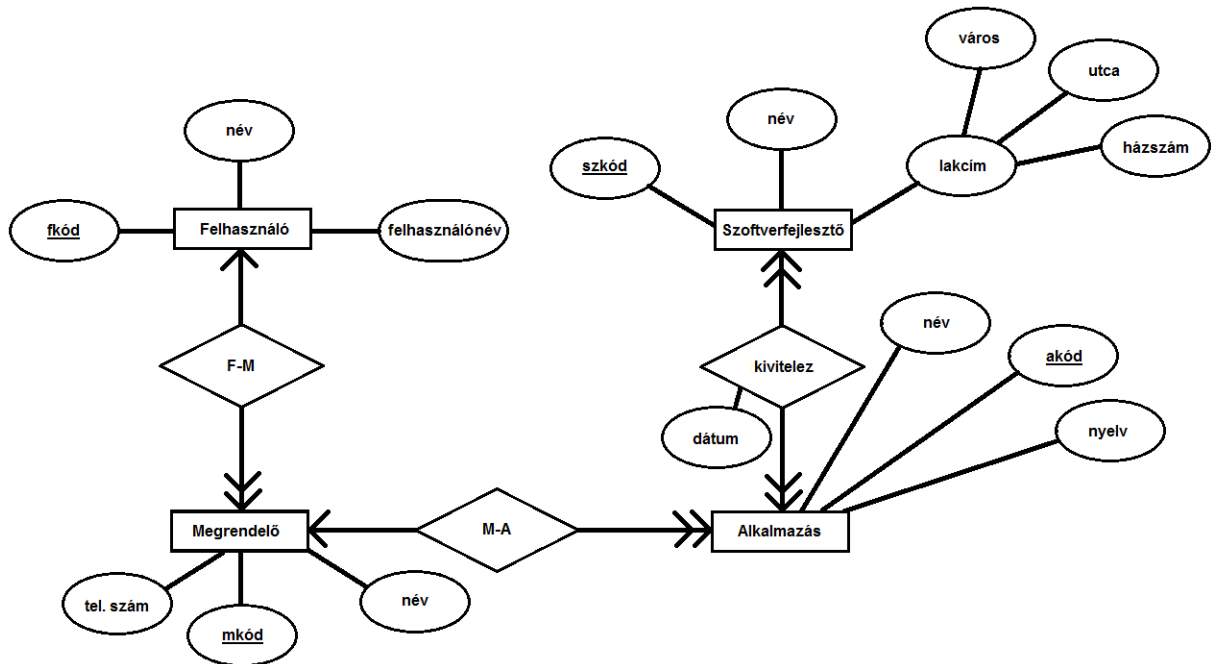 város
utca
név
név
házszám
szkód
lakcím
fkód
Felhasználó
felhasználónév
Szoftverfejlesztő
név
akód
F-M
kivitelez
dátum
nyelv
Megrendelő
M-A
Alkalmazás
tel. szám
név
mkód